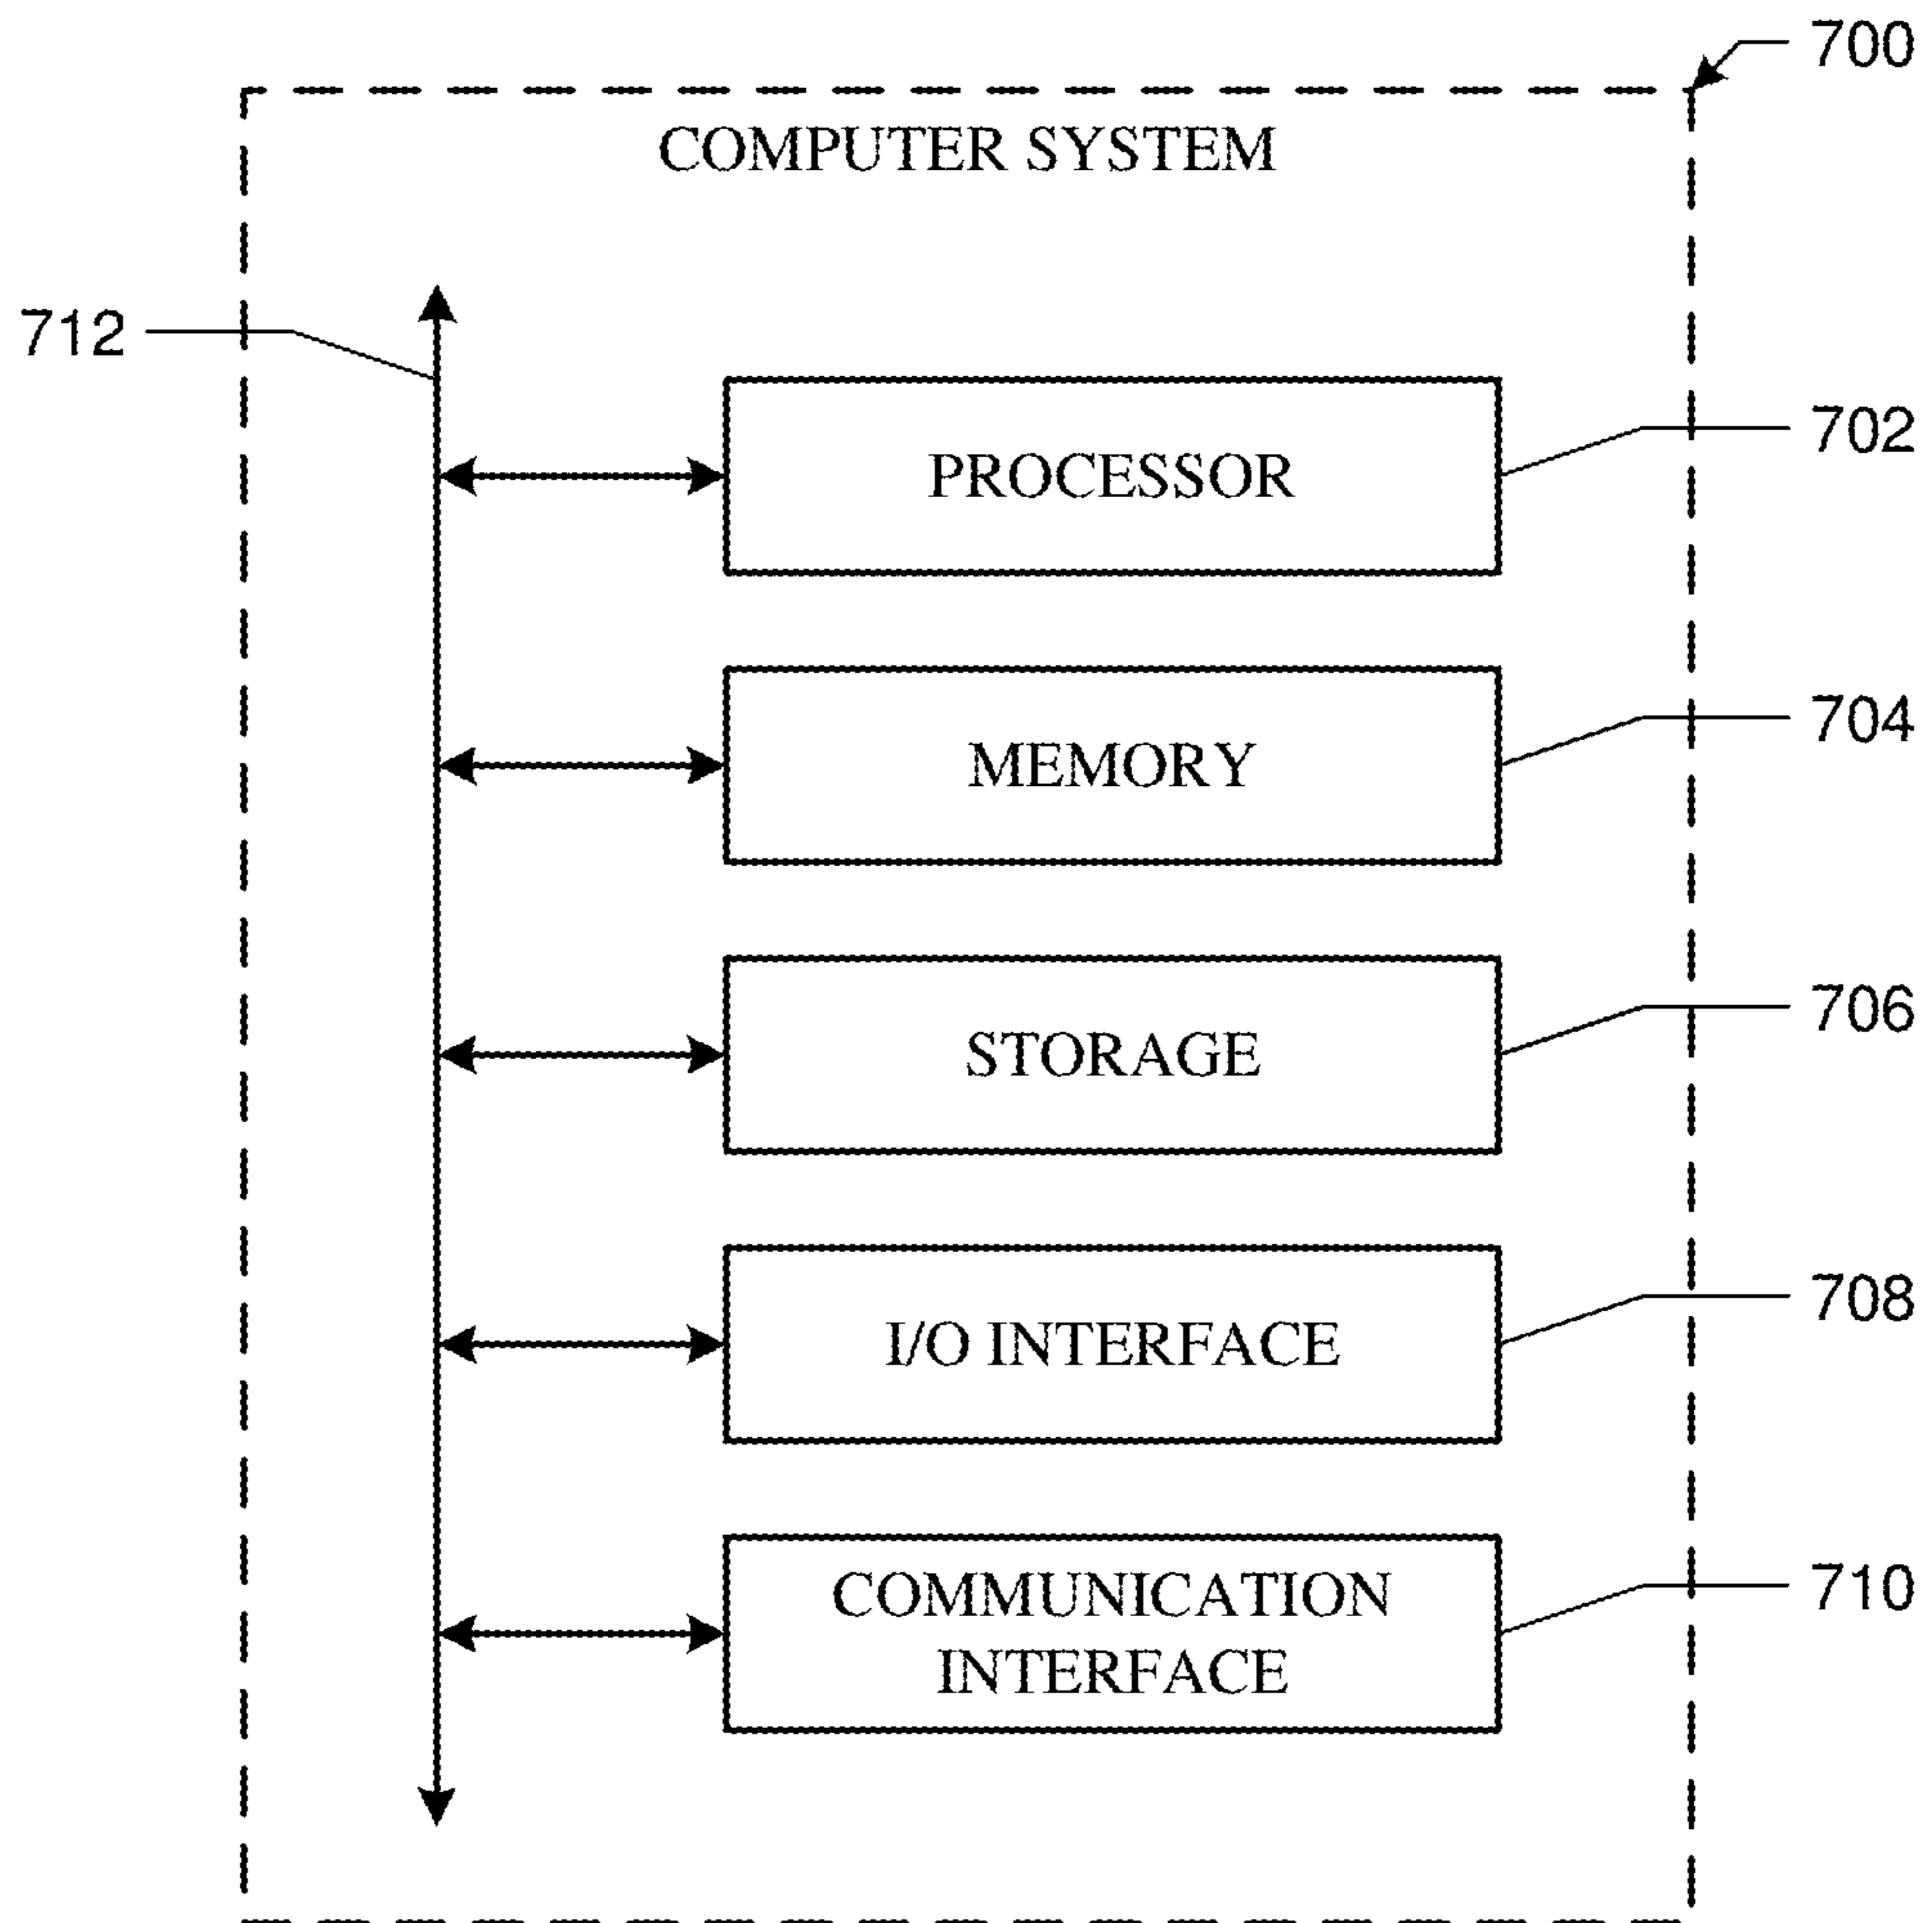 700
COMPUTER SYSTEM
712
PROCESSOR
702
MEMORY
704
STORAGE
706
I/O INTERFACE
708
COMMUNICATION
INTERFACE
710